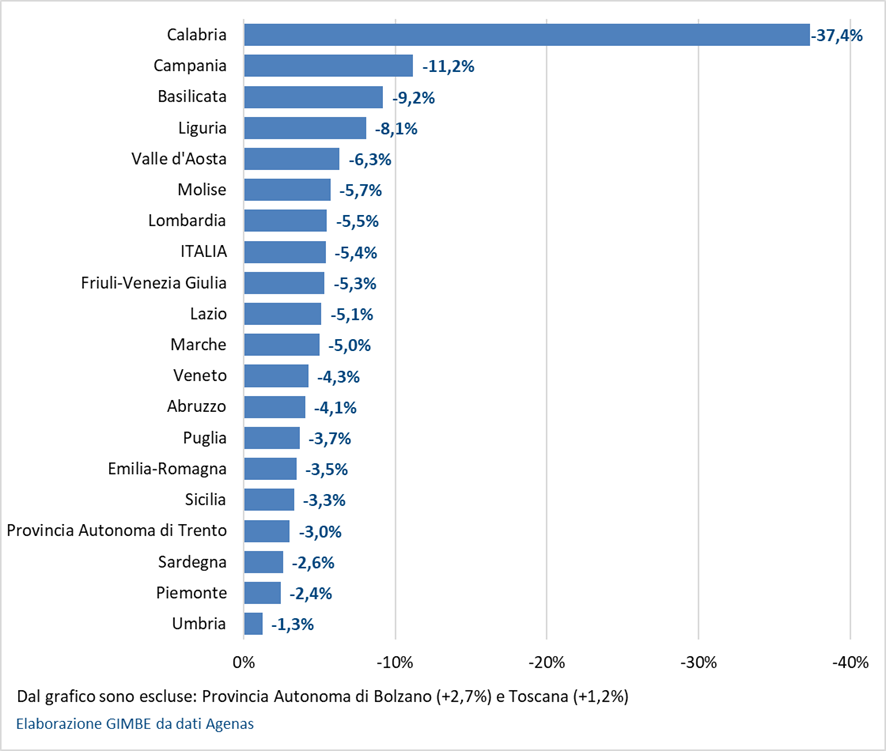 Calabria -37,4%
Campania -11,2%
Basilicata -9,2%
Liguria -8,1%
Valle d'Aosta -6,3%
Molise -5,7%
Lombardia -5,5%
ITALIA -5,4%
Friuli-Venezia Giulia -5,3%
Lazio -5,1%
Marche -5,0%
Veneto -4,3%
Abruzzo -4,1%
Puglia -3,7%
Emilia-Romagna -3,5%
Sicilia -3,3%
Provincia Autonoma di Trento -3,0%
Sardegna -2,6%
Piemonte -2,4%
Umbria -1,3%
0% -10% -20% -30% -40%
Dal grafico sono escluse: Provincia Autonoma di Bolzano (+2,7%) e Toscana (+1,2%)
Elaborazione GIMBE da dati Agenas